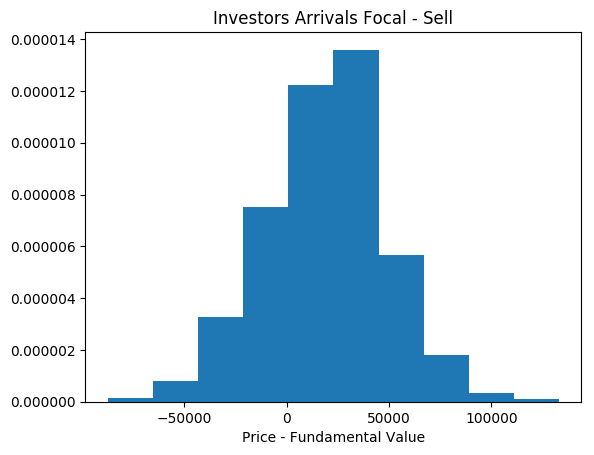 Investors Arrivals Focal - Sell
0.000014
0.000012
0.000010
0.000008
0.000006
0.000004
0.000002
0.000000
−50000 0 50000 100000
Price - Fundamental Value